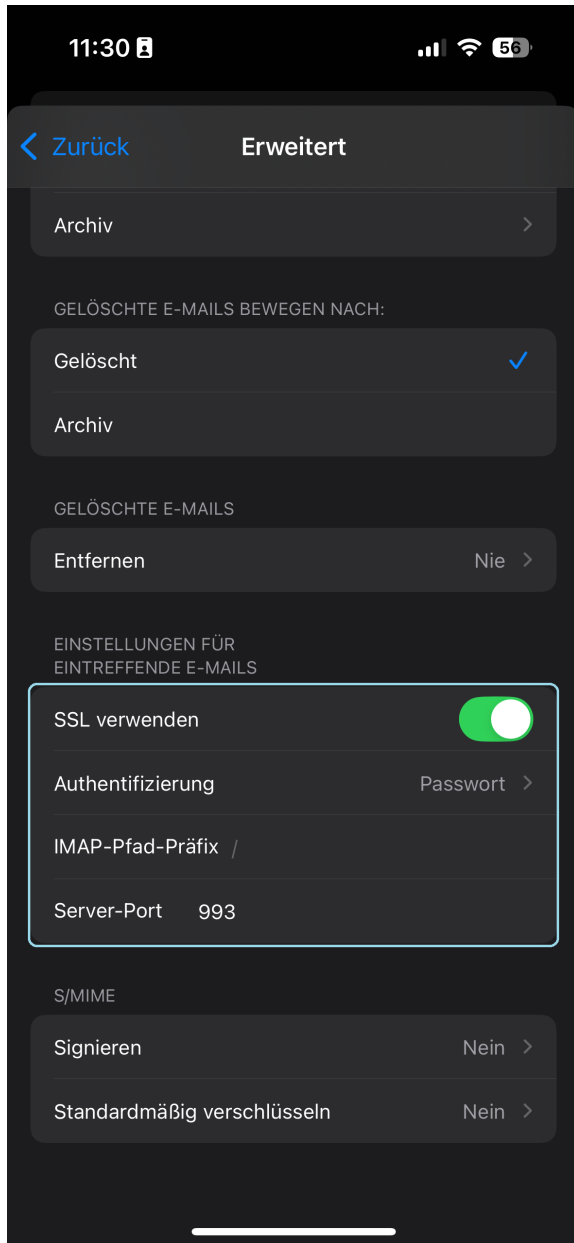 11:30
56
Zurück
Erweitert
Archiv
GELÖSCHTE E-MAILS BEWEGEN NACH:
Gelöscht
Archiv
GELÖSCHTE E-MAILS
Entfernen Nie
EINSTELLUNGEN FÜR
EINTREFFENDE E-MAILS
SSL verwenden
Authentifizierung Passwort
IMAP-Pfad-Präfix /
Server-Port 993
S/MIME
Signieren Nein
Standardmäßig verschlüsseln Nein